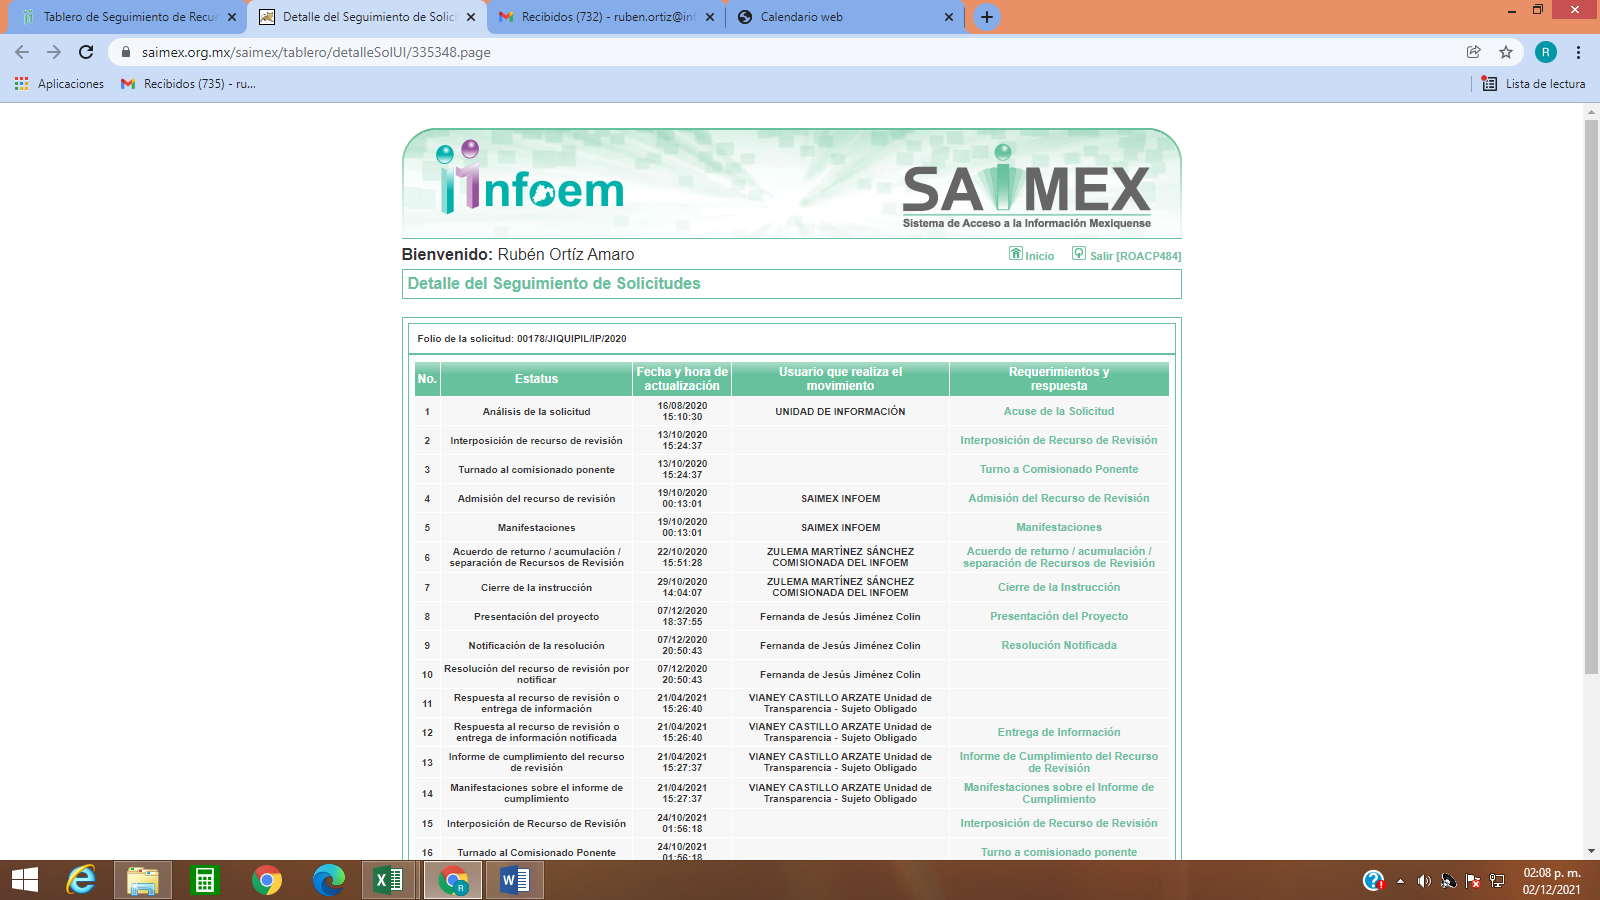 Tablero de Seguimiento de Recur
Detalle del Seguimiento de Solici
Recibidos (732) - ruben.ortiz@inf
Calendario web
saimex.org.mx/saimex/tablero/detalleSolUI/335348.page
R
Aplicaciones
Recibidos (735) - ru...
Lista de lectura
infoem
SAIMEX
Sistema de Acceso a la Información Mexiquense
Bienvenido: Rubén Ortíz Amaro
Inicio
Salir [ROACP484]
Detalle del Seguimiento de Solicitudes
Folio de la solicitud: 00178/JIQUIPIL/IP/2020
No. Estatus Fecha y hora de actualización Usuario que realiza el movimiento Requerimientos y respuesta
1 Análisis de la solicitud 16/08/2020 15:10:30 UNIDAD DE INFORMACIÓN Acuse de la Solicitud
2 Interposición de recurso de revisión 13/10/2020 15:24:37 Interposición de Recurso de Revisión
3 Turnado al comisionado ponente 13/10/2020 15:24:37 Turno a Comisionado Ponente
4 Admisión del recurso de revisión 19/10/2020 00:13:01 SAIMEX INFOEM Admisión del Recurso de Revisión
5 Manifestaciones 19/10/2020 00:13:01 SAIMEX INFOEM Manifestaciones
6 Acuerdo de returno / acumulación / separación de Recursos de Revisión 22/10/2020 15:51:28 ZULEMA MARTÍNEZ SÁNCHEZ COMISIONADA DEL INFOEM Acuerdo de returno / acumulación / separación de Recursos de Revisión
7 Cierre de la instrucción 29/10/2020 14:04:07 ZULEMA MARTÍNEZ SÁNCHEZ COMISIONADA DEL INFOEM Cierre de la Instrucción
8 Presentación del proyecto 07/12/2020 18:37:55 Fernanda de Jesús Jiménez Colin Presentación del Proyecto
9 Notificación de la resolución 07/12/2020 20:50:43 Fernanda de Jesús Jiménez Colin Resolución Notificada
10 Resolución del recurso de revisión por notificar 07/12/2020 20:50:43 Fernanda de Jesús Jiménez Colin
11 Respuesta al recurso de revisión o entrega de información 21/04/2021 15:26:40 VIANEY CASTILLO ARZATE Unidad de Transparencia - Sujeto Obligado
12 Respuesta al recurso de revisión o entrega de información notificada 21/04/2021 15:26:40 VIANEY CASTILLO ARZATE Unidad de Transparencia - Sujeto Obligado Entrega de Información
13 Informe de cumplimiento del recurso de revisión 21/04/2021 15:27:37 VIANEY CASTILLO ARZATE Unidad de Transparencia - Sujeto Obligado Informe de Cumplimiento del Recurso de Revisión
14 Manifestaciones sobre el informe de cumplimiento 21/04/2021 15:27:37 VIANEY CASTILLO ARZATE Unidad de Transparencia - Sujeto Obligado Manifestaciones sobre el Informe de Cumplimiento
15 Interposición de Recurso de Revisión 24/10/2021 01:56:18 Interposición de Recurso de Revisión
16 Turnado al Comisionado Ponente 24/10/2021 01:56:18 Turno a comisionado ponente
02:08 p. m.
02/12/2021